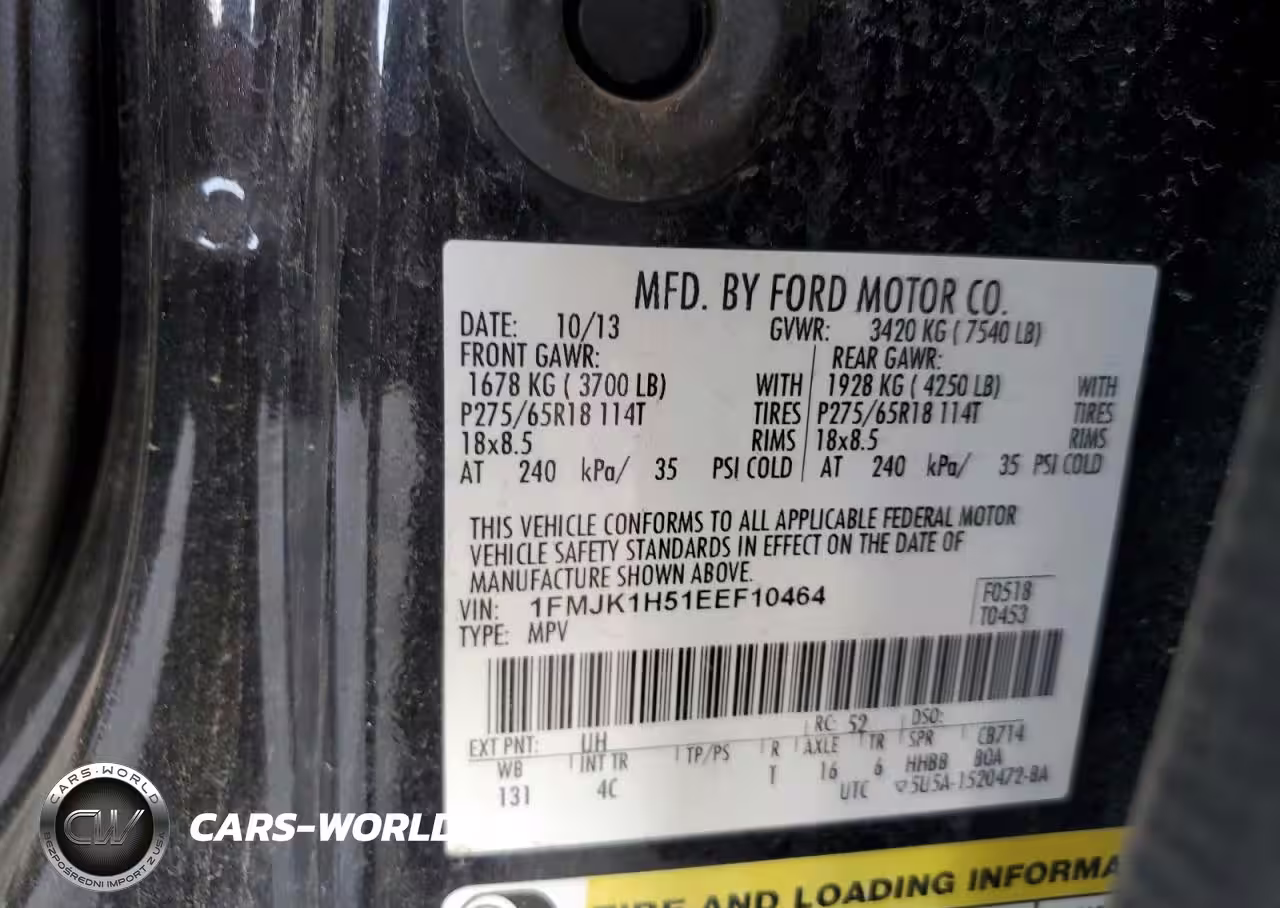 MFD. BY FORD MOTOR CO.
DATE: 10/13 GVWR: 3420 KG ( 7540 LB)
FRONT GAWR: REAR GAWR:
1678 KG ( 3700 LB) WITH 1928 KG ( 4250 LB) WITH
P275/65R18 114T TIRES P275/65R18 114T TIRES
18x8.5 RIMS 18x8.5 RIMS
AT 240 kPa/ 35 PSI COLD AT 240 kPa/ 35 PSI COLD
THIS VEHICLE CONFORMS TO ALL APPLICABLE FEDERAL MOTOR
VEHICLE SAFETY STANDARDS IN EFFECT ON THE DATE OF
MANUFACTURE SHOWN ABOVE.
VIN: 1FMJK1H51EEF10464
TYPE: MPV
F0518
T0453
EXT PNT: UH RC: 52 DSO:
WB INT TR TP/PS R AXLE TR SPR CB714
131 4C T 16 6 HHBB BOA
UTC 5U5A-1520472-BA
CARS-WORLD
CW
BEZPOŚREDNI IMPORT Z USA
CARS-WORLD
AND LOADING INFORMA